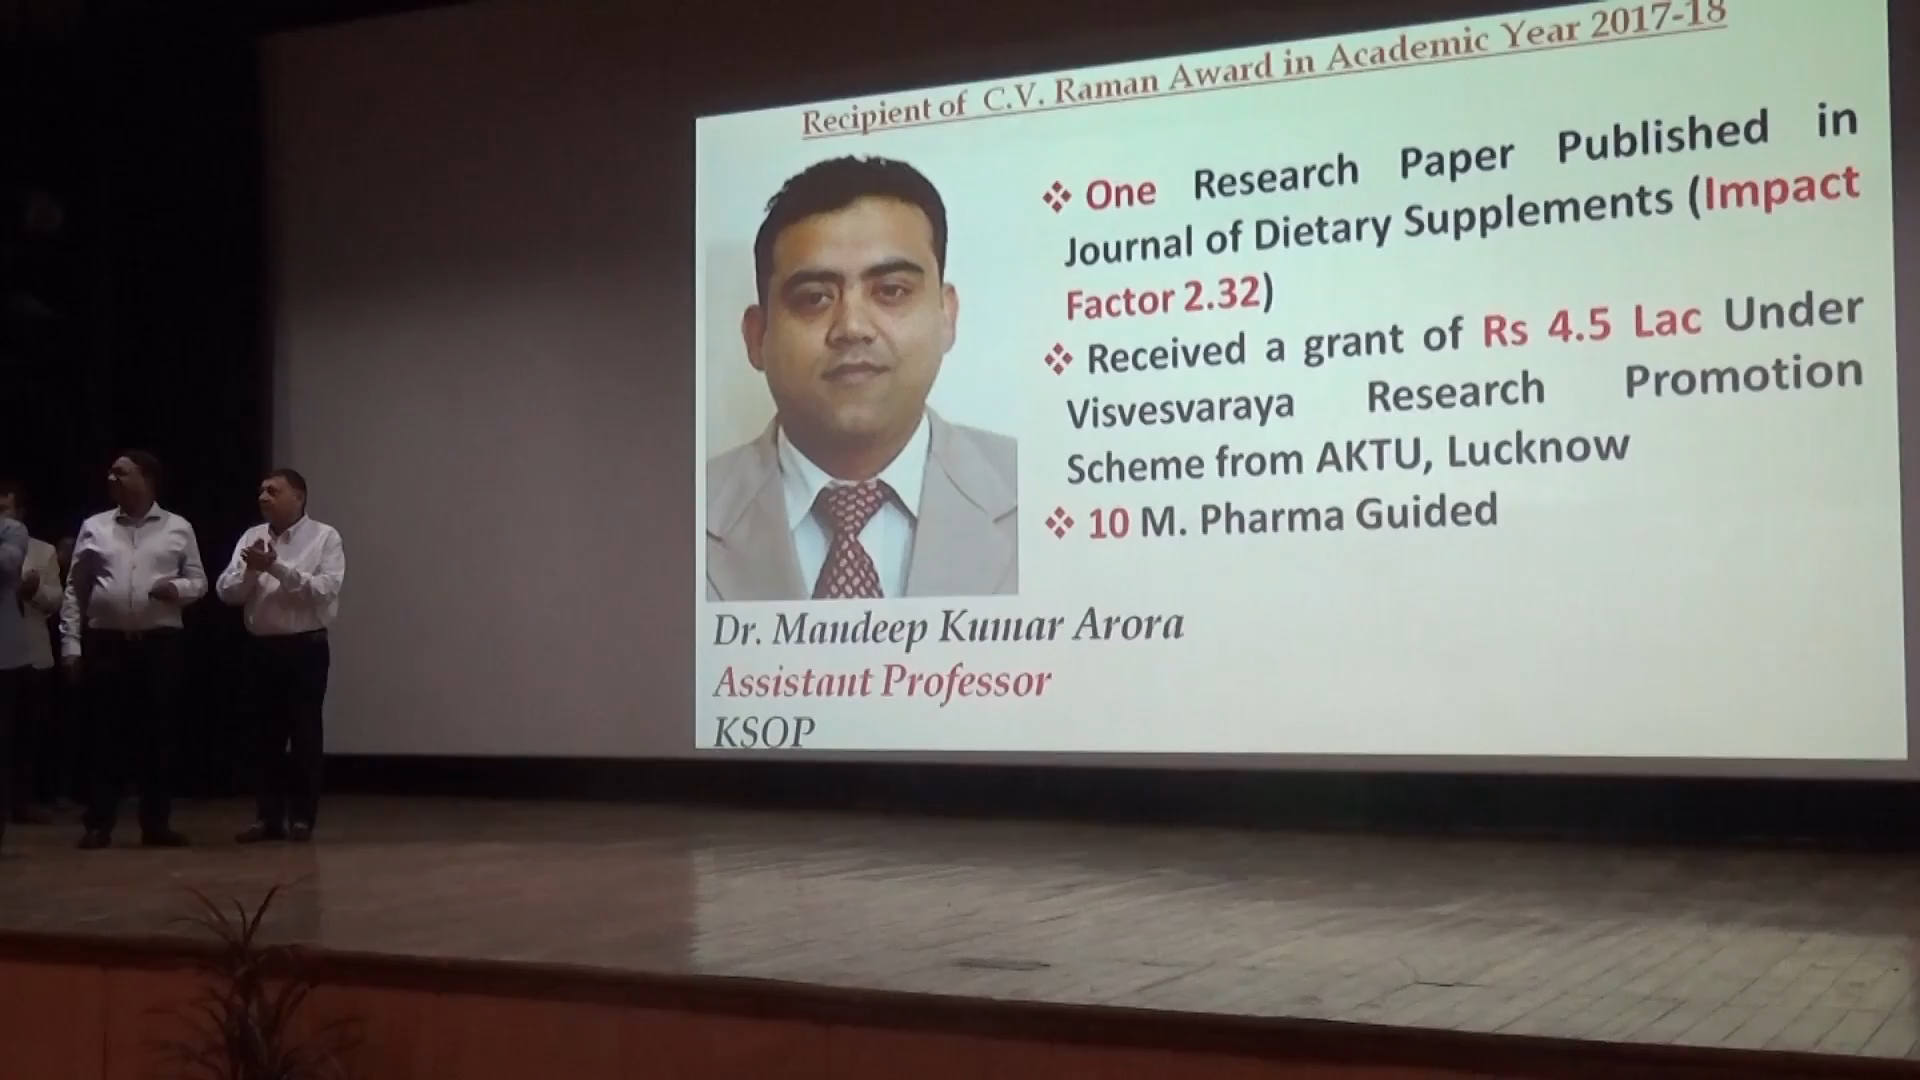 Recipient of C.V. Raman Award in Academic Year 2017-18
❖ One Research Paper Published in
Journal of Dietary Supplements (Impact
Factor 2.32)
❖ Received a grant of Rs 4.5 Lac Under
Visvesvaraya Research Promotion
Scheme from AKTU, Lucknow
❖ 10 M. Pharma Guided
Dr. Mandeep Kumar Arora
Assistant Professor
KSOP